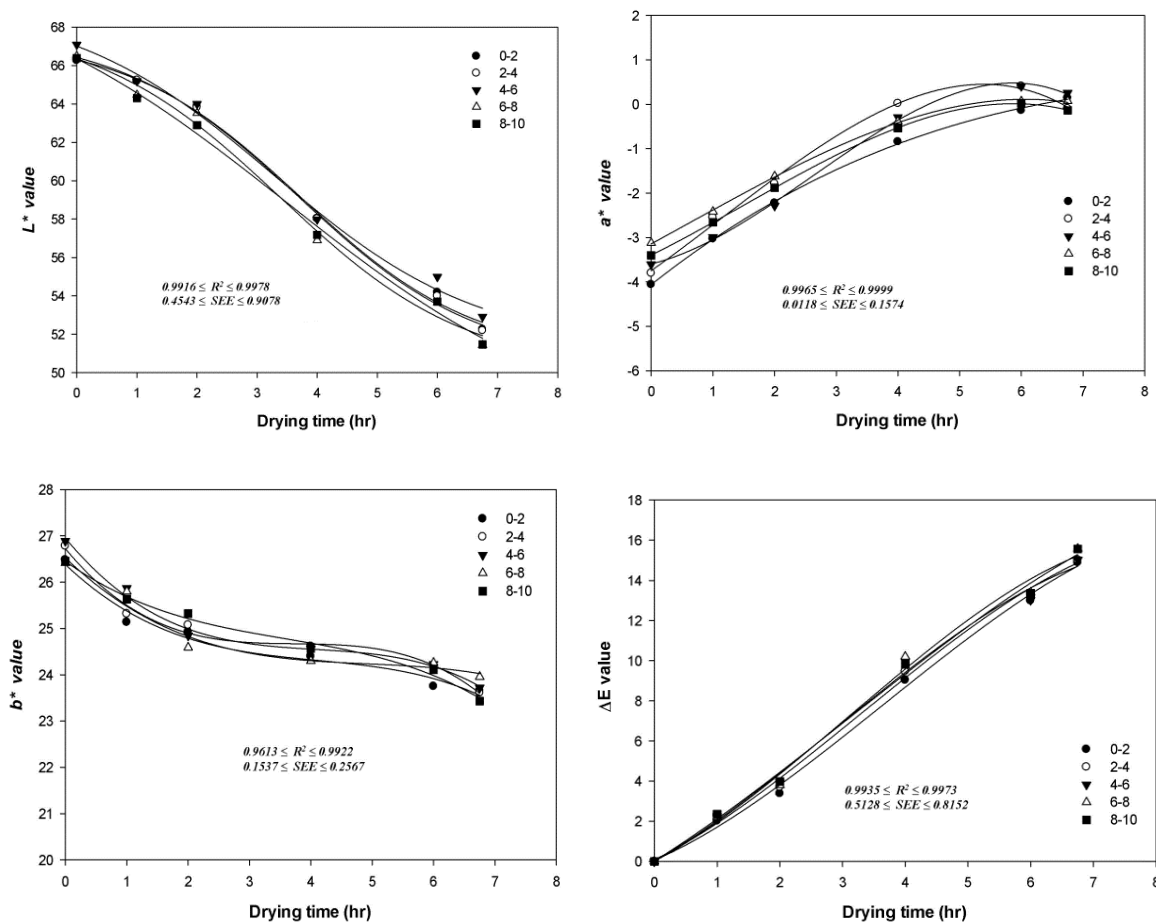 68
66
64
62
60
58
56
54
52
50
L* value
0 1 2 3 4 5 6 7 8
Drying time (hr)
0-2
2-4
4-6
6-8
8-10
0.9916 ≤ R² ≤ 0.9978
0.4543 ≤ SEE ≤ 0.9078
2
1
0
-1
-2
-3
-4
-5
-6
a* value
0 1 2 3 4 5 6 7 8
Drying time (hr)
0-2
2-4
4-6
6-8
8-10
0.9965 ≤ R² ≤ 0.9999
0.0118 ≤ SEE ≤ 0.1574
28
27
26
25
24
23
22
21
20
b* value
0 1 2 3 4 5 6 7 8
Drying time (hr)
0-2
2-4
4-6
6-8
8-10
0.9613 ≤ R² ≤ 0.9922
0.1537 ≤ SEE ≤ 0.2567
18
16
14
12
10
8
6
4
2
0
ΔE value
0 1 2 3 4 5 6 7 8
Drying time (hr)
0-2
2-4
4-6
6-8
8-10
0.9935 ≤ R² ≤ 0.9973
0.5128 ≤ SEE ≤ 0.8152